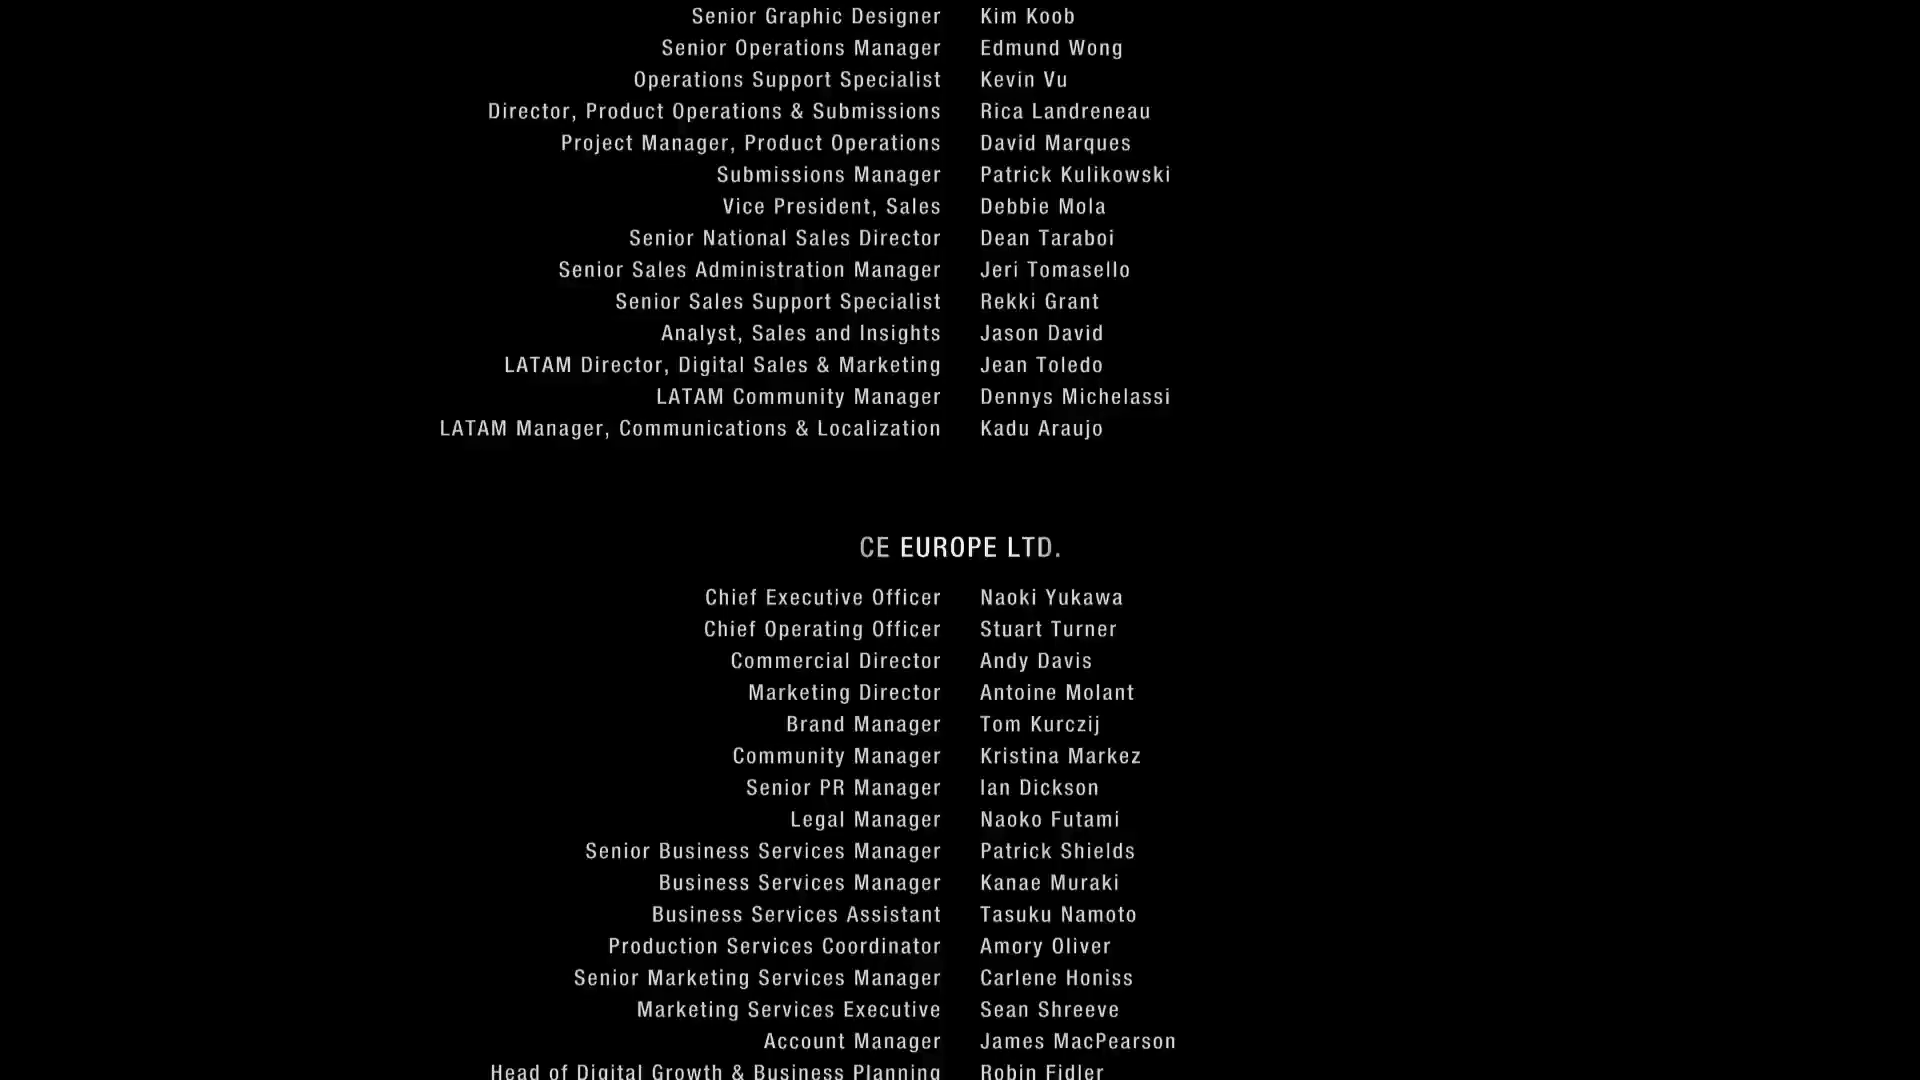 Senior Graphic Designer Kim Koob
Senior Operations Manager Edmund Wong
Operations Support Specialist Kevin Vu
Director, Product Operations & Submissions Rica Landreneau
Project Manager, Product Operations David Marques
Submissions Manager Patrick Kulikowski
Vice President, Sales Debbie Mola
Senior National Sales Director Dean Taraboi
Senior Sales Administration Manager Jeri Tomasello
Senior Sales Support Specialist Rekki Grant
Analyst, Sales and Insights Jason David
LATAM Director, Digital Sales & Marketing Jean Toledo
LATAM Community Manager Dennys Michelassi
LATAM Manager, Communications & Localization Kadu Araujo
CE EUROPE LTD.
Chief Executive Officer Naoki Yukawa
Chief Operating Officer Stuart Turner
Commercial Director Andy Davis
Marketing Director Antoine Molant
Brand Manager Tom Kurczij
Community Manager Kristina Markez
Senior PR Manager Ian Dickson
Legal Manager Naoko Futami
Senior Business Services Manager Patrick Shields
Business Services Manager Kanae Muraki
Business Services Assistant Tasuku Namoto
Production Services Coordinator Amory Oliver
Senior Marketing Services Manager Carlene Honiss
Marketing Services Executive Sean Shreeve
Account Manager James MacPearson
Head of Digital Growth & Business Planning Robin Fidler